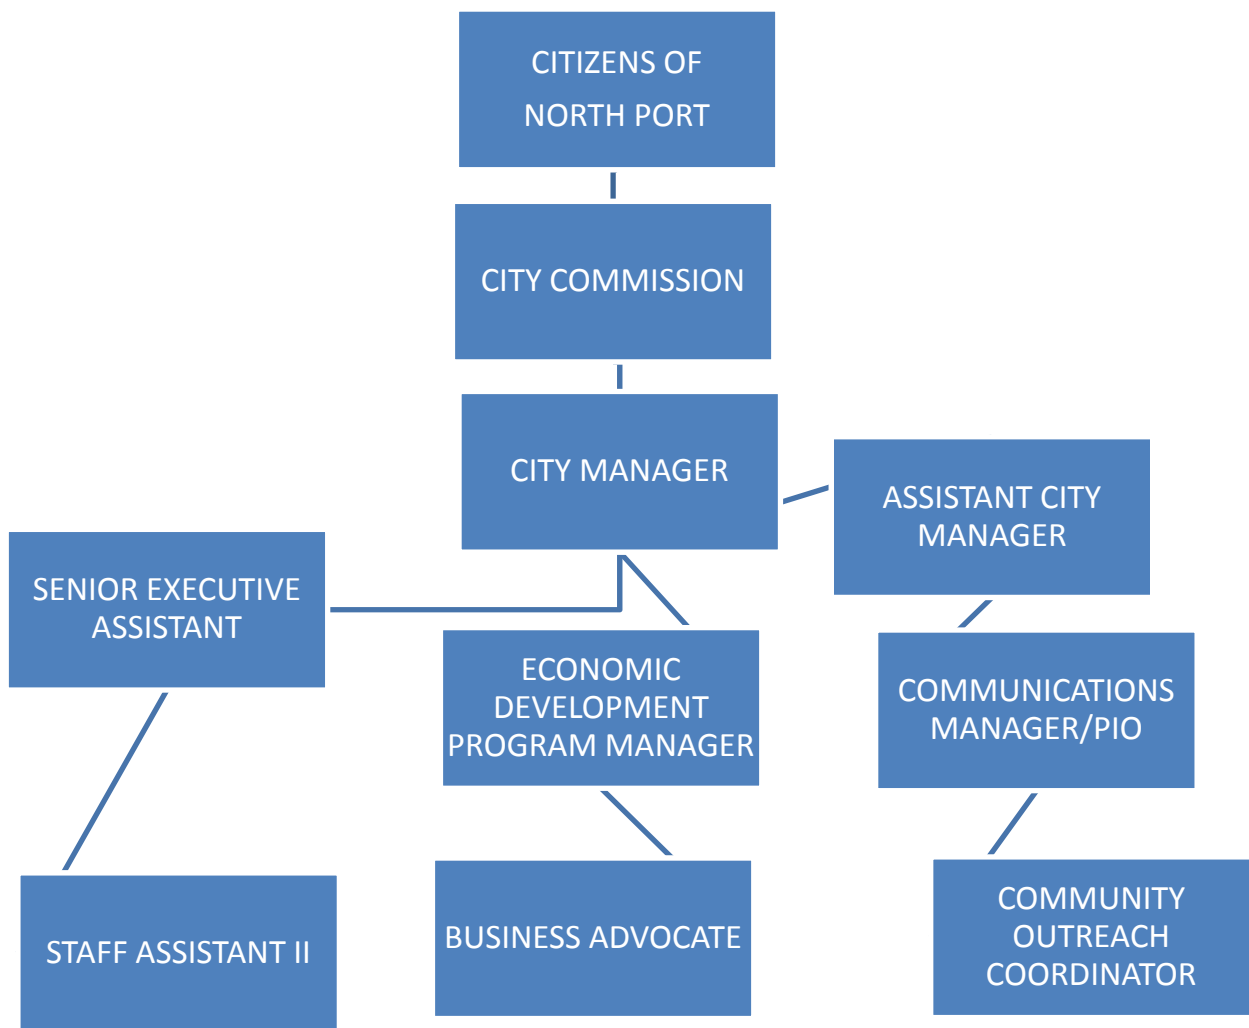 CITIZENS OF
NORTH PORT
CITY COMMISSION
CITY MANAGER
ASSISTANT CITY
MANAGER
SENIOR EXECUTIVE
ASSISTANT
ECONOMIC
DEVELOPMENT
PROGRAM MANAGER
COMMUNICATIONS
MANAGER/PIO
STAFF ASSISTANT II
BUSINESS ADVOCATE
COMMUNITY
OUTREACH
COORDINATOR